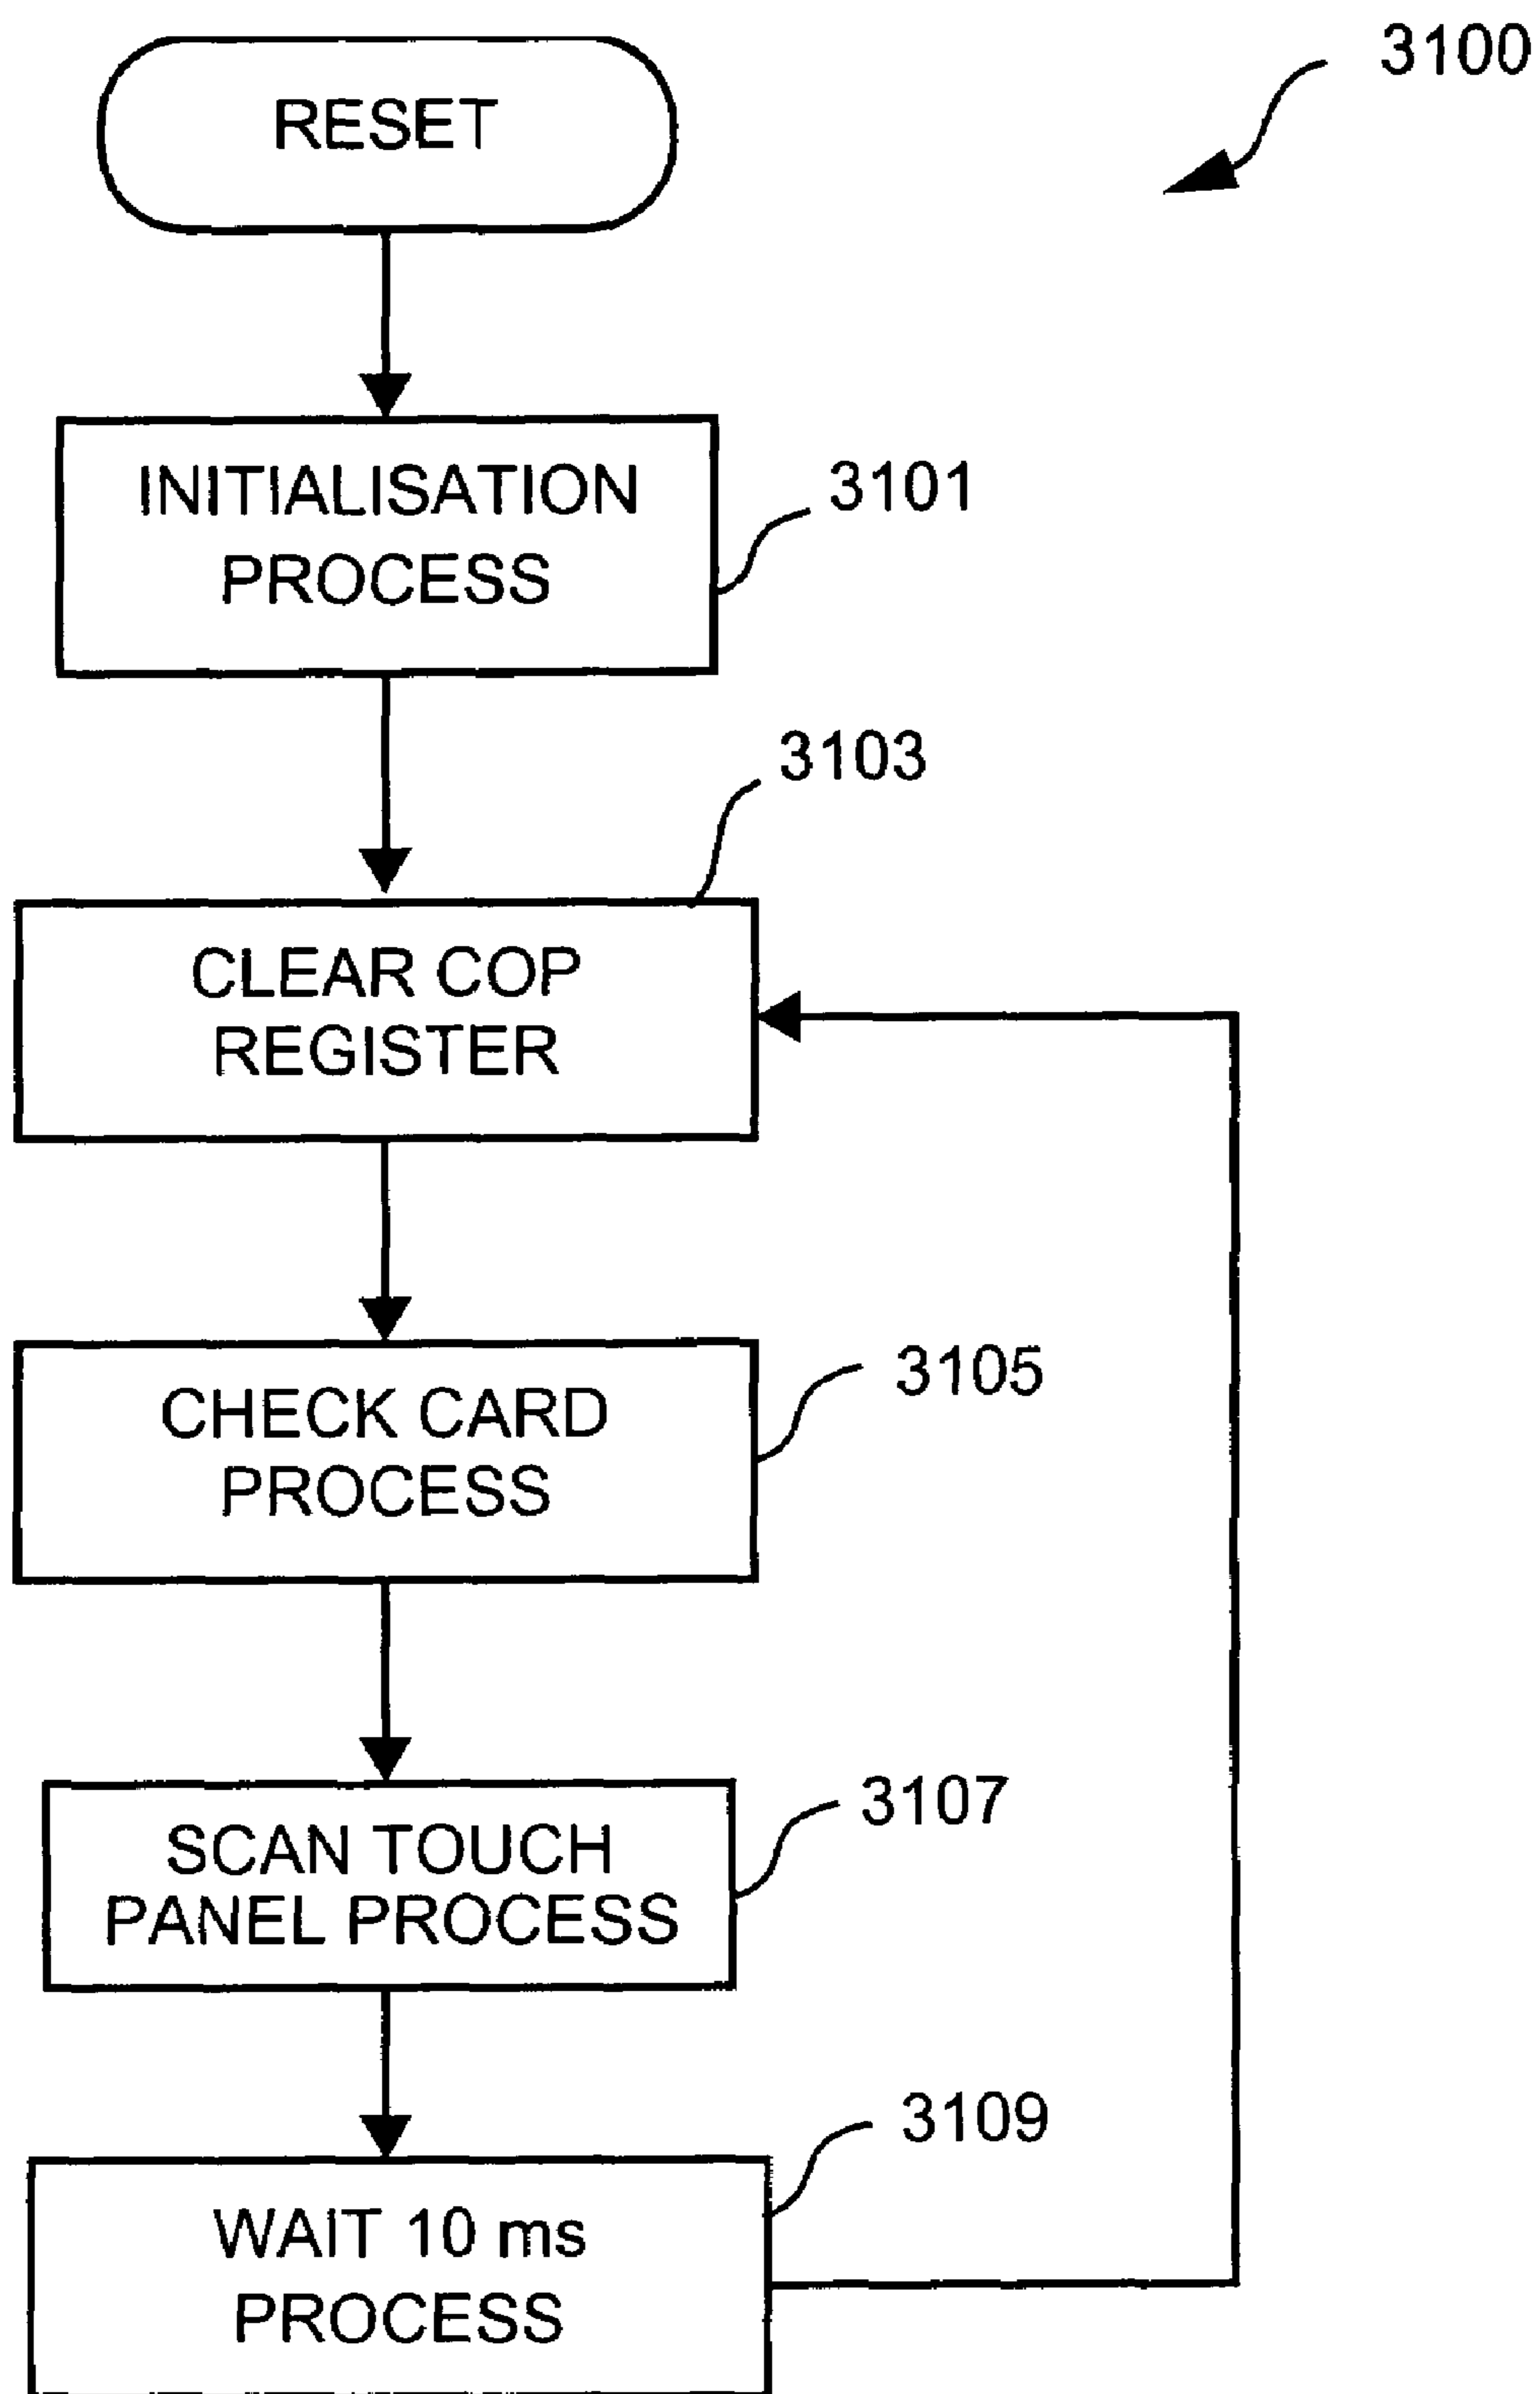 3100
RESET
INITIALISATION
PROCESS
3101
3103
CLEAR COP
REGISTER
3105
CHECK CARD
PROCESS
3107
SCAN TOUCH
PANEL PROCESS
3109
WAIT 10 ms
PROCESS